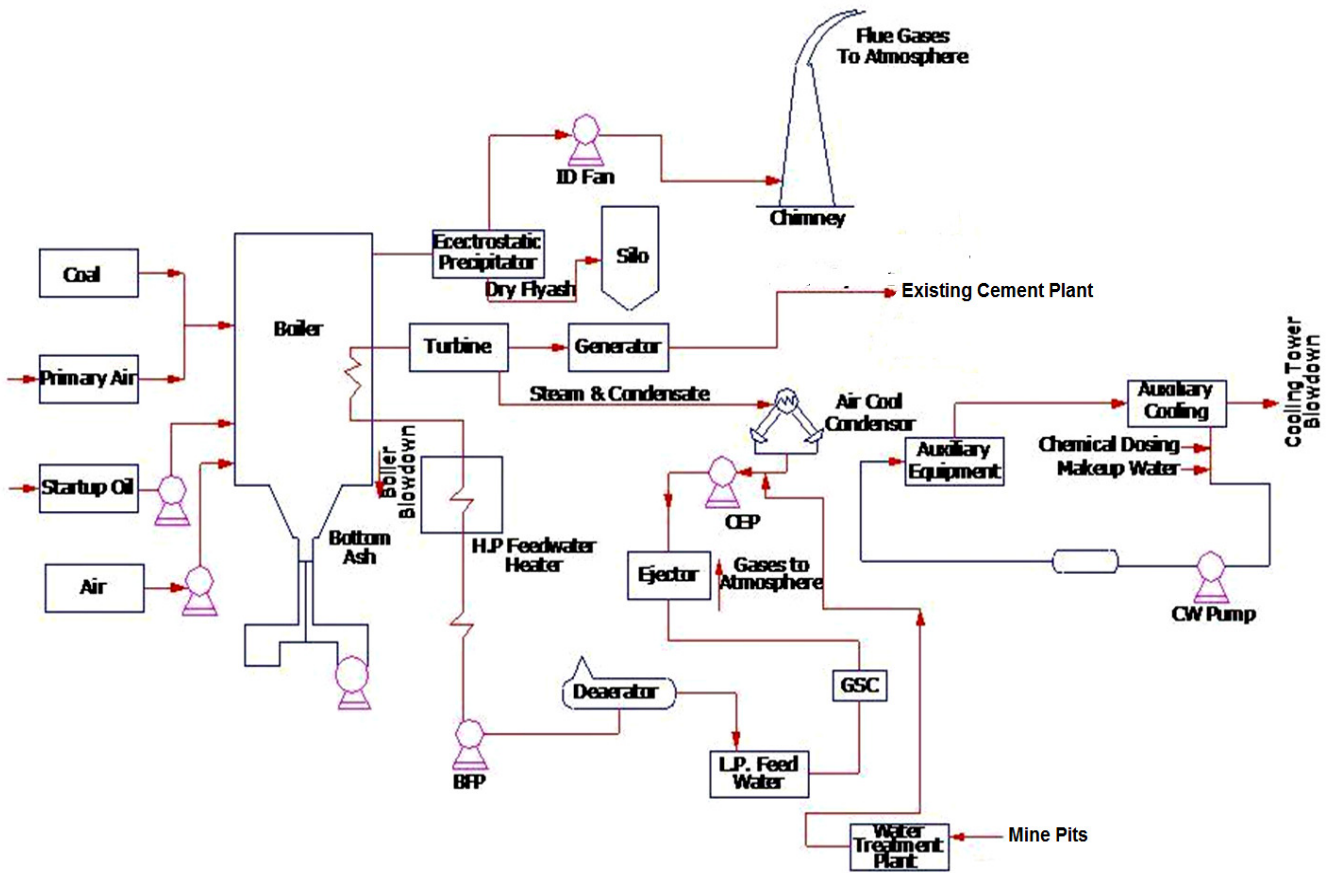 Flue Gases
To Atmosphere
ID Fan
Chimney
Ecectrostatic
Precipitator
Silo
Dry Flyash
Coal
Boiler
Existing Cement Plant
Turbine
Generator
Primary Air
Steam & Condensate
Air Cool
Condensor
Auxiliary
Cooling
Cooling Tower
Blowdown
Boiler
Blowdown
Auxiliary
Equipment
Chemical Dosing
Makeup Water
Startup Oil
CEP
Bottom
Ash
H.P Feedwater
Heater
Ejector
Gases to
Atmosphere
Air
CW Pump
Deaerator
GSC
BFP
L.P. Feed
Water
Water
Treatment
Plant
Mine Pits